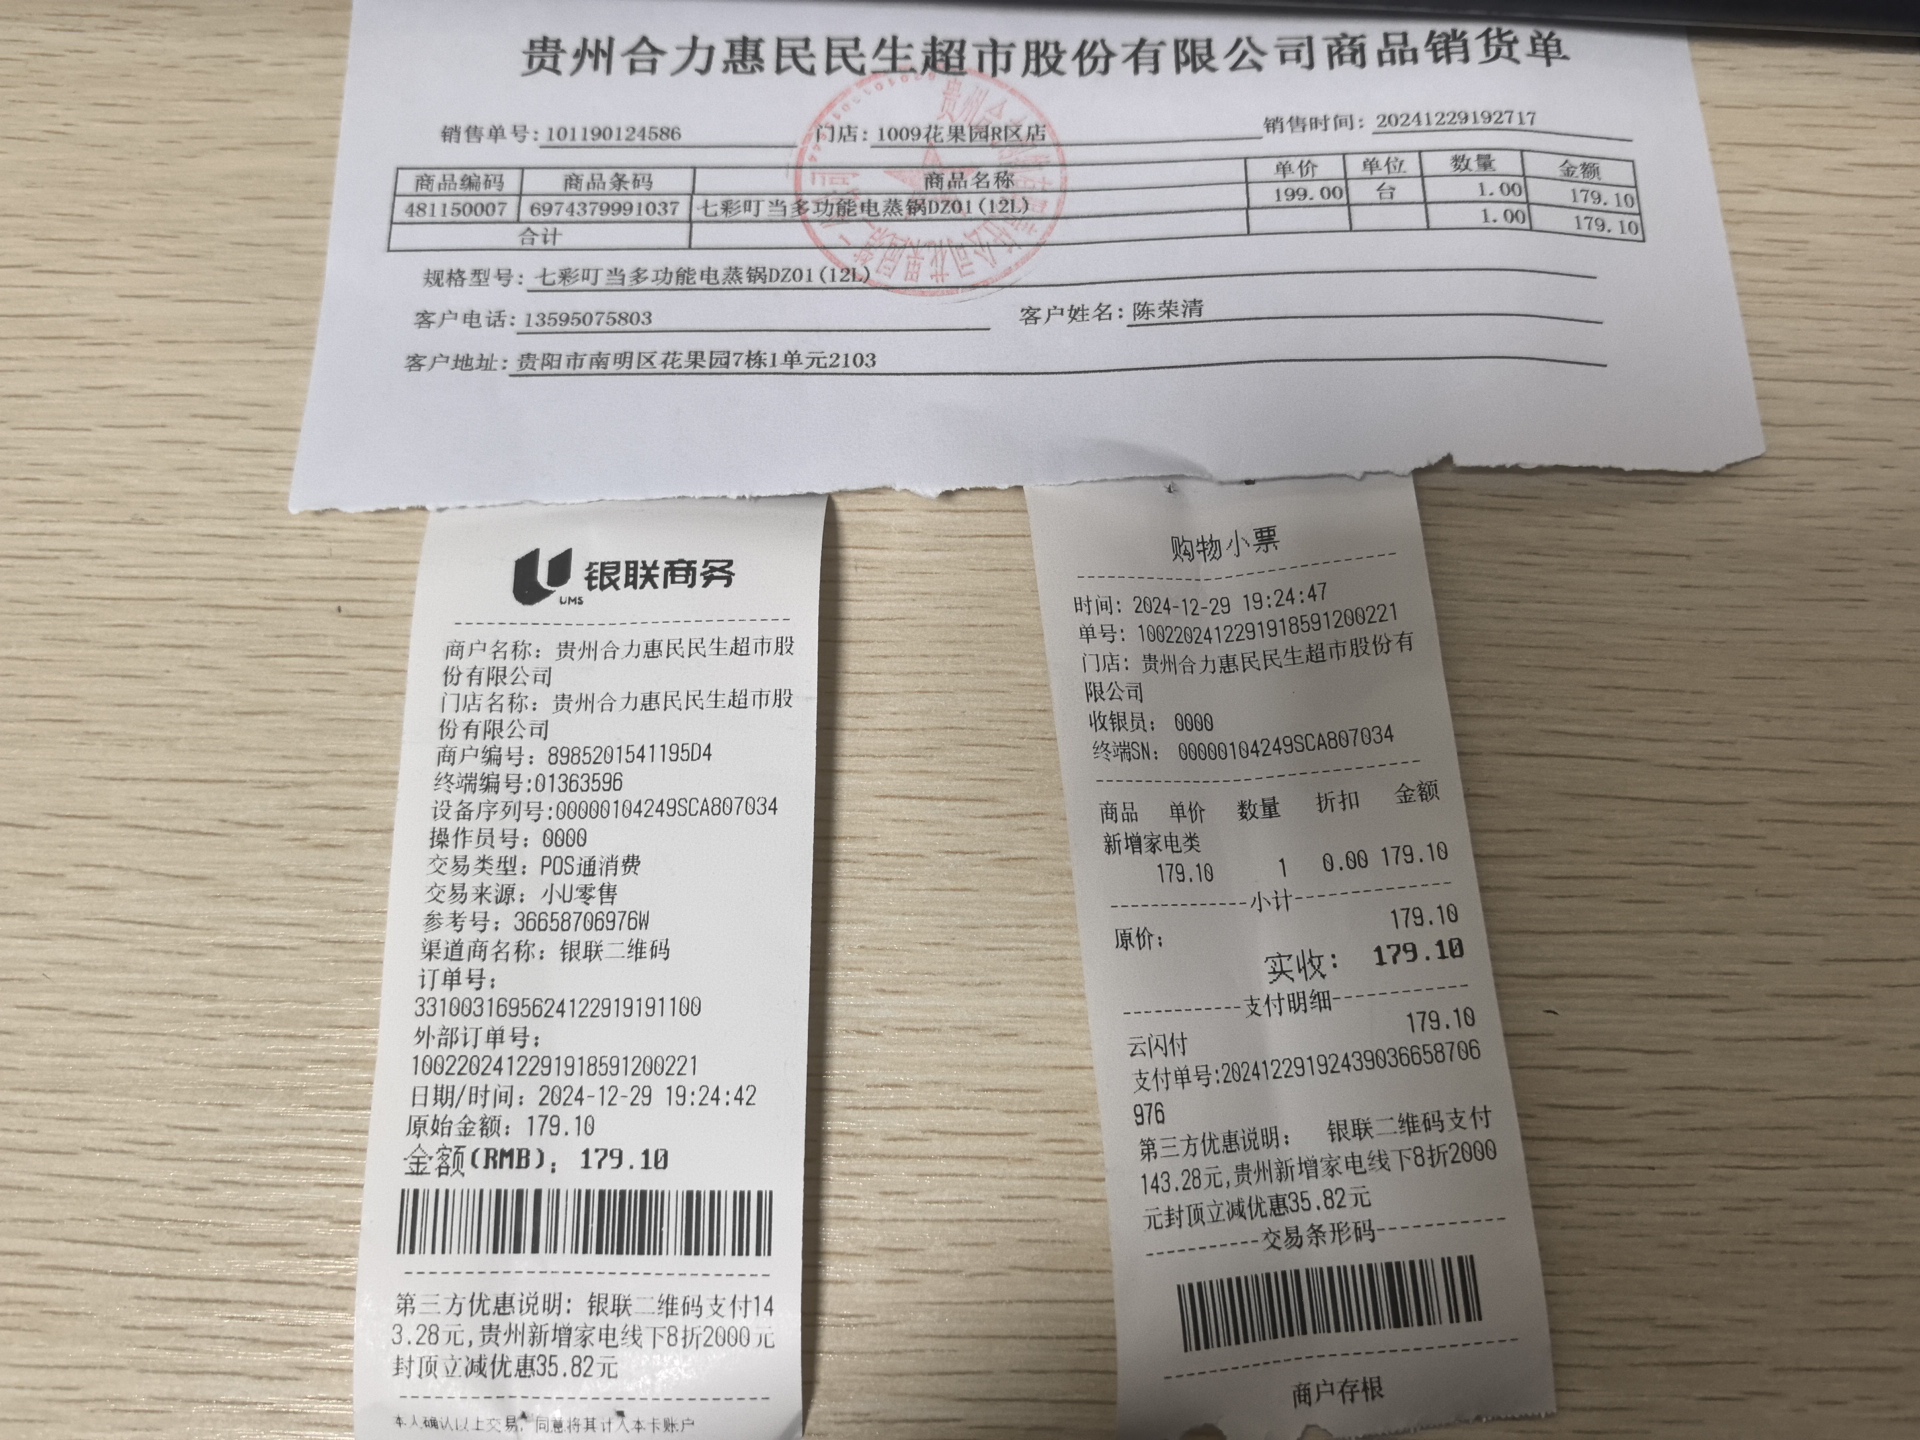 贵州合力惠民民生超市股份有限公司商品销货单
销售单号:101190124586 门店:1009花果园R区店 销售时间:20241229192717
商品编码 商品条码 商品名称 单价 单位 数量 金额
481150007 6974379991037 七彩叮当多功能电蒸锅DZ01(12L) 199.00 台 1.00 179.10
合计 1.00 179.10
规格型号:七彩叮当多功能电蒸锅DZ01(12L)
客户电话:13595075803 客户姓名:陈荣清
客户地址:贵阳市南明区花果园7栋1单元2103
银联商务
UMS
商户名称：贵州合力惠民民生超市股
份有限公司
门店名称：贵州合力惠民民生超市股
份有限公司
商户编号：8985201541195D4
终端编号:01363596
设备序列号:00000104249SCA807034
操作员号：0000
交易类型：POS通消费
交易来源：小U零售
参考号：36658706976W
渠道商名称：银联二维码
订单号：
33100316956241229191911​00
外部订单号：
10022024122919185912​00221
日期/时间：2024-12-29 19:24:42
原始金额：179.10
金额(RMB)：179.10
第三方优惠说明：银联二维码支付14
3.28元,贵州新增家电线下8折2000元
封顶立减优惠35.82元
本人确认以上交易，同意将其计入本卡账户
购物小票
时间：2024-12-29 19:24:47
单号：1002202412291918591200221
门店：贵州合力惠民民生超市股份有
限公司
收银员：0000
终端SN：00000104249SCA807034
商品 单价 数量 折扣 金额
新增家电类
179.10 1 0.00 179.10
小计
原价： 179.10
实收：179.10
支付明细
云闪付 179.10
支付单号:20241229192439036658706
976
第三方优惠说明： 银联二维码支付
143.28元,贵州新增家电线下8折2000
元封顶立减优惠35.82元
交易条形码
商户存根